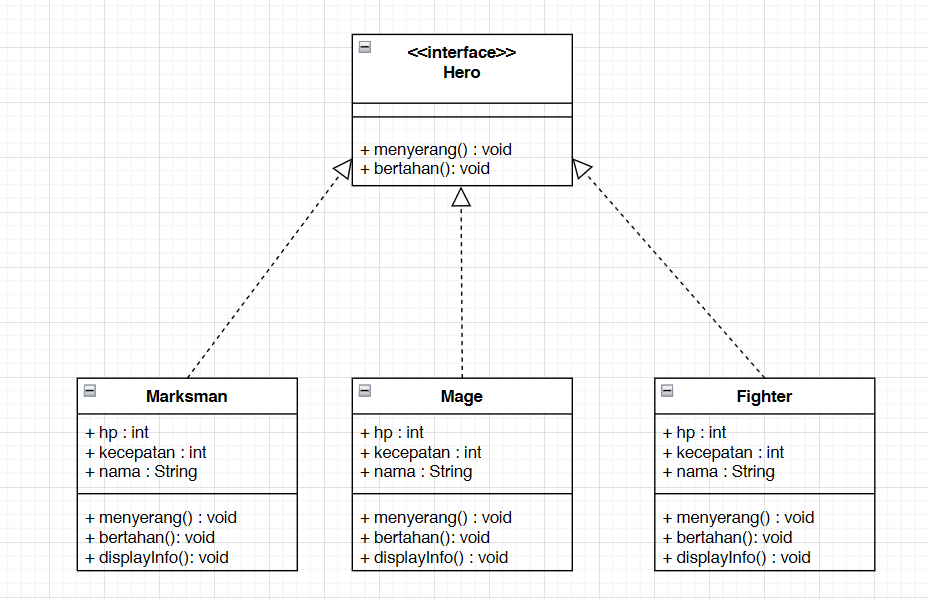 <<interface>>
Hero
+ menyerang() : void
+ bertahan(): void
Marksman
+ hp : int
+ kecepatan : int
+ nama : String
+ menyerang() : void
+ bertahan(): void
+ displayInfo(): void
Mage
+ hp : int
+ kecepatan : int
+ nama : String
+ menyerang() : void
+ bertahan(): void
+ displayInfo() : void
Fighter
+ hp : int
+ kecepatan : int
+ nama : String
+ menyerang() : void
+ bertahan(): void
+ displayInfo() : void